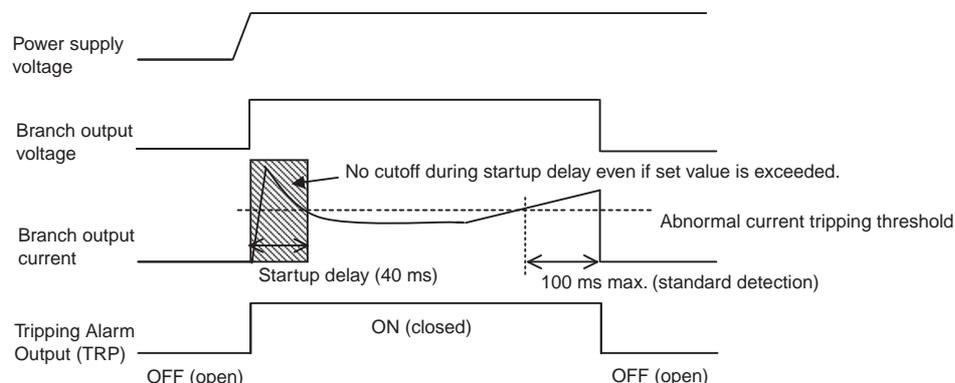 Power supply
voltage
Branch output
voltage
No cutoff during startup delay even if set value is exceeded.
Abnormal current tripping threshold
Branch output
current
Startup delay (40 ms)
100 ms max. (standard detection)
Tripping Alarm
Output (TRP)
ON (closed)
OFF (open)
OFF (open)